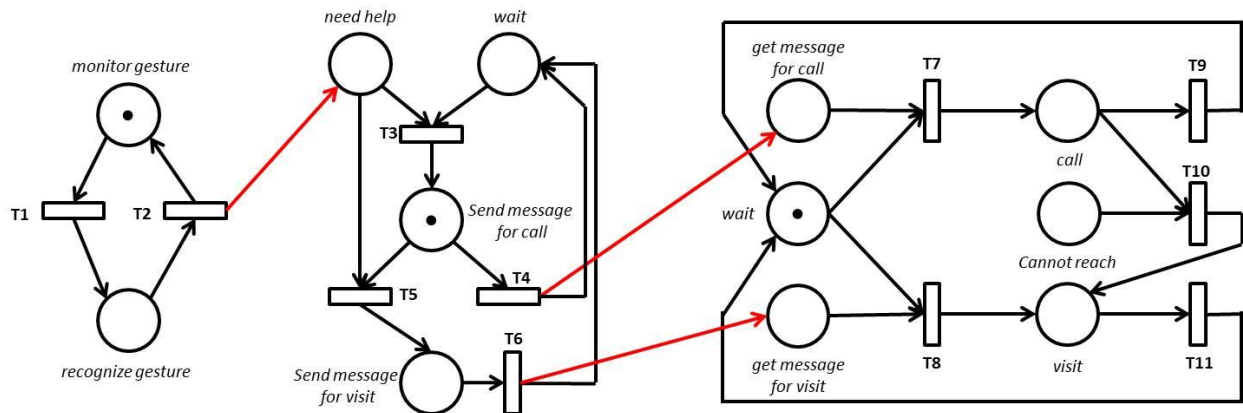 monitor gesture
T1
T2
recognize gesture
need help
wait
T3
Send message
for call
T5
T4
T6
Send message
for visit
get message
for call
T7
T9
call
T10
wait
Cannot reach
get message
for visit
T8
visit
T11